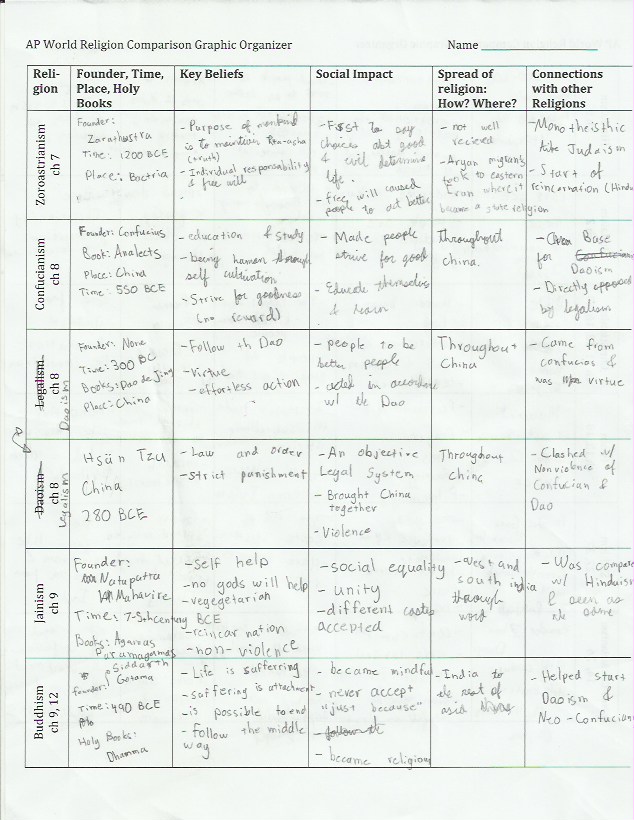 AP World Religion Comparison Graphic Organizer Name
Reli-
gion
Founder, Time,
Place, Holy
Books
Key Beliefs
Social Impact
Spread of
religion:
How? Where?
Connections
with other
Religions
Zoroastrianism
ch 7
Founder:
Zarathustra
Time: 1200 BCE
Place: Bactria
- Purpose of mankind
is to maintain
(truth)
- Individual responsibility
& free will
- First to say
choices abt good
& evil determine
life.
- free will caused
people to act better
- not well
recieved
- Aryan migrants
took to eastern
Iran where it
became a state religion
- Monotheisthic
like Judaism
- Start of
reincarnation (Hindu
Confucianism
ch 8
Founder: Confucius
Book: Analects
Place: China
Time: 550 BCE
- education & study
- being human through
self cultivation
- Strive for goodness
(no reward)
- Made people
strive for good
- Educate themselves
& learn
Throughout
china.
- Base
for Confucianism
Daoism
- Directly opposed
by legalism
Legalism
ch 8
Daoism
Founder: None
Time: 300 BC
Books: Dao de Jing
Place: China
- Follow th Dao
- Virtue
- effortless action
- people to be
better people
- acted in accordance
w/ the Dao
Throughout
China
- Came from
confucios &
was virtue
Daoism
ch 8
Legalism
Hsün Tzu
China
280 BCE
- Law and order
- Strict punishment
- An objective
Legal System
- Brought China
together
- Violence
Throughout
china
- Clashed w/
Nonviolence of
Confucian &
Dao
Jainism
ch 9
Founder:
Nataputta
Mahavira
Time: 7-5th century BCE
Books: Agamas
Paramagamas
- self help
- no gods will help
- vegegetarian
- reincarnation
- non-violence
- social equality
- unity
- different castes
accepted
- West and
south india
through
word
- Was compared
w/ Hinduism
& seen as
the same
Buddhism
ch 9, 12
* Siddarth
Founder: Gotama
Time: 490 BCE
Holy Books:
Dhamma
- Life is suffering
- suffering is attachment
- is possible to end
- Follow the middle
way
- became mindful
- never accept
"just because"
- follow th
- became religion
- India to
the rest of
asia
- Helped start
Daoism &
Neo-Confucian